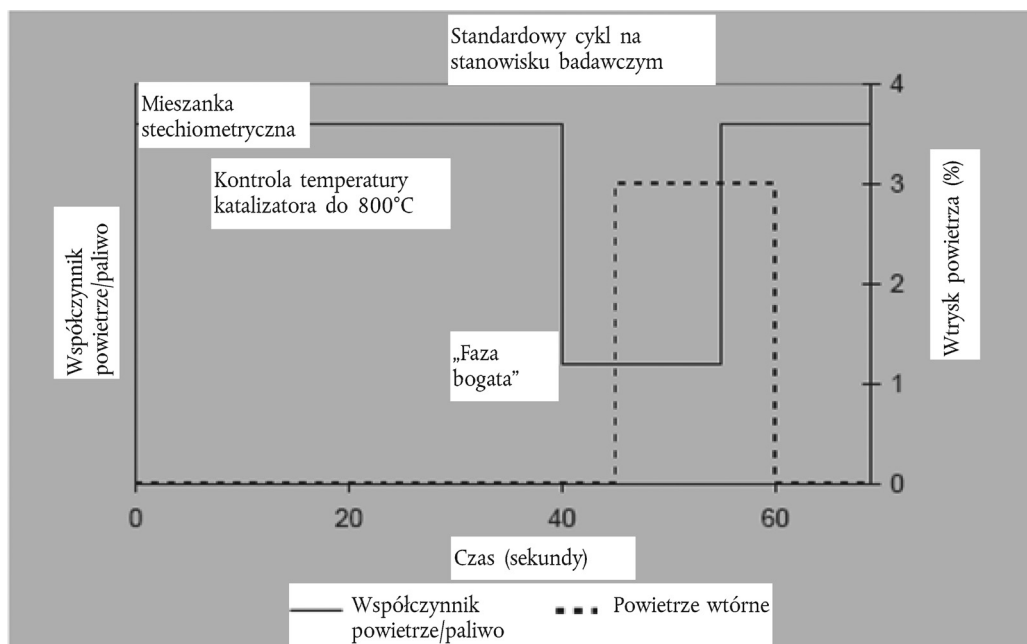 Standardowy cykl na
stanowisku badawczym
Mieszanka
stechiometryczna
Kontrola temperatury
katalizatora do 800°C
Współczynnik
powietrze/paliwo
„Faza
bogata”
Wtrysk powietrza (%)
4
3
2
1
0
0 20 40 60
Czas (sekundy)
Współczynnik
powietrze/paliwo
Powietrze wtórne